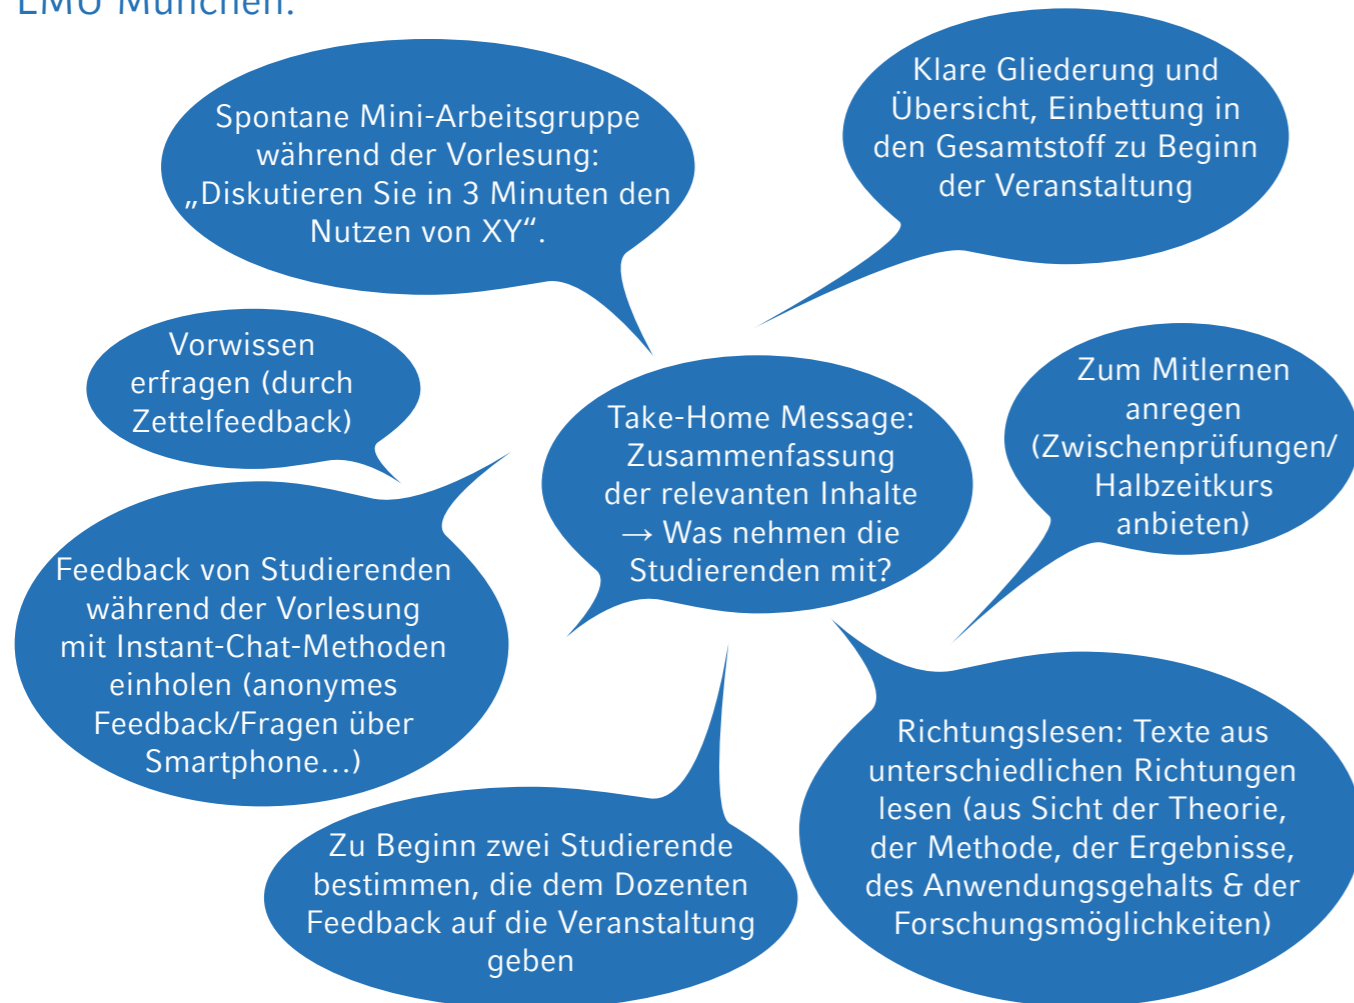 LMU München.
Spontane Mini-Arbeitsgruppe
während der Vorlesung:
„Diskutieren Sie in 3 Minuten den
Nutzen von XY“.
Klare Gliederung und
Übersicht, Einbettung in
den Gesamtstoff zu Beginn
der Veranstaltung
Vorwissen
erfragen (durch
Zettelfeedback)
Take-Home Message:
Zusammenfassung
der relevanten Inhalte
→ Was nehmen die
Studierenden mit?
Zum Mitlernen
anregen
(Zwischenprüfungen/
Halbzeitkurs
anbieten)
Feedback von Studierenden
während der Vorlesung
mit Instant-Chat-Methoden
einholen (anonymes
Feedback/Fragen über
Smartphone…)
Richtungslesen: Texte aus
unterschiedlichen Richtungen
lesen (aus Sicht der Theorie,
der Methode, der Ergebnisse,
des Anwendungsgehalts & der
Forschungsmöglichkeiten)
Zu Beginn zwei Studierende
bestimmen, die dem Dozenten
Feedback auf die Veranstaltung
geben